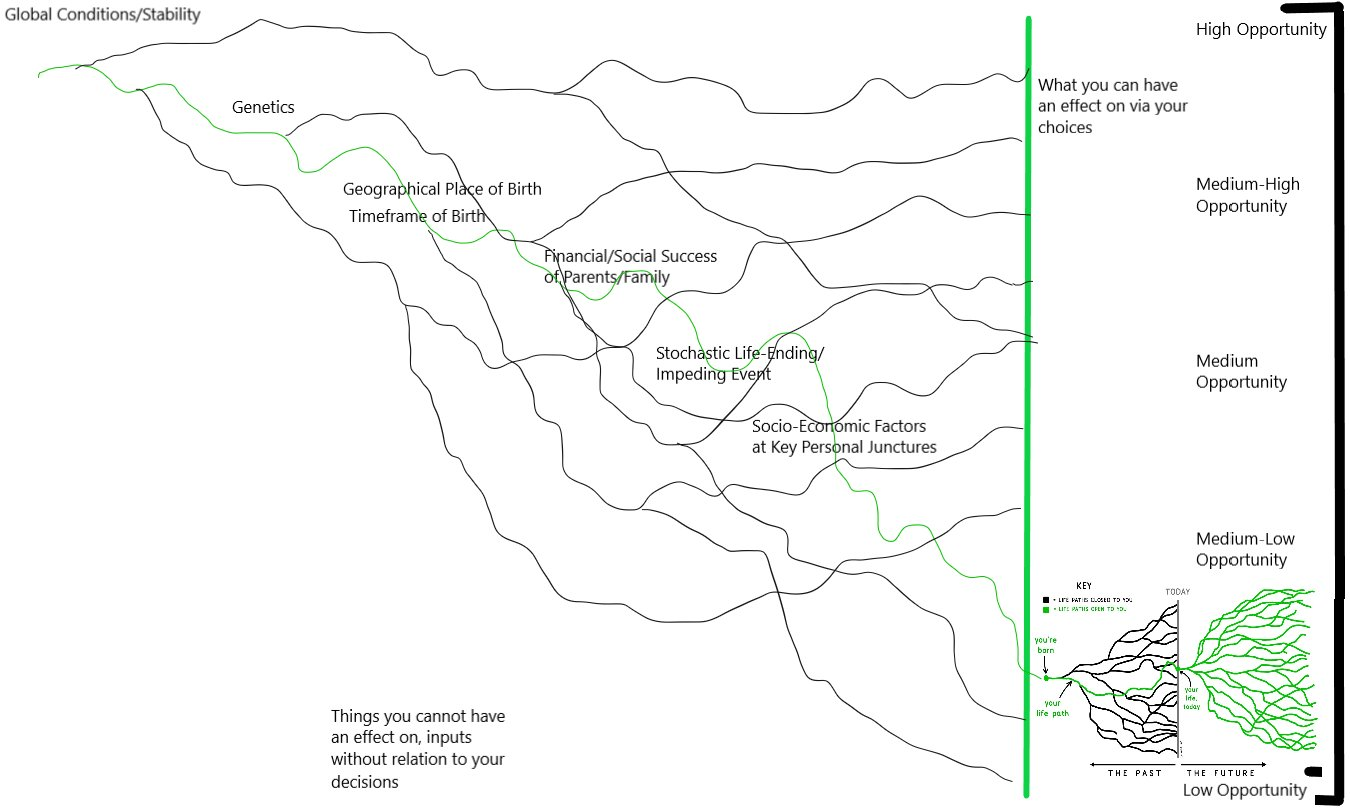 Global Conditions/Stability
High Opportunity
What you can have
an effect on via your
choices
Genetics
Geographical Place of Birth
Timeframe of Birth
Medium-High
Opportunity
Financial/Social Success
of Parents/Family
Stochastic Life-Ending/
Impeding Event
Medium
Opportunity
Socio-Economic Factors
at Key Personal Junctures
Medium-Low
Opportunity
KEY
= LIFE PATHS CLOSED TO YOU
= LIFE PATHS OPEN TO YOU
TODAY
you're
born
your
life path
your
life,
today
THE PAST
THE FUTURE
Things you cannot have
an effect on, inputs
without relation to your
decisions
Low Opportunity